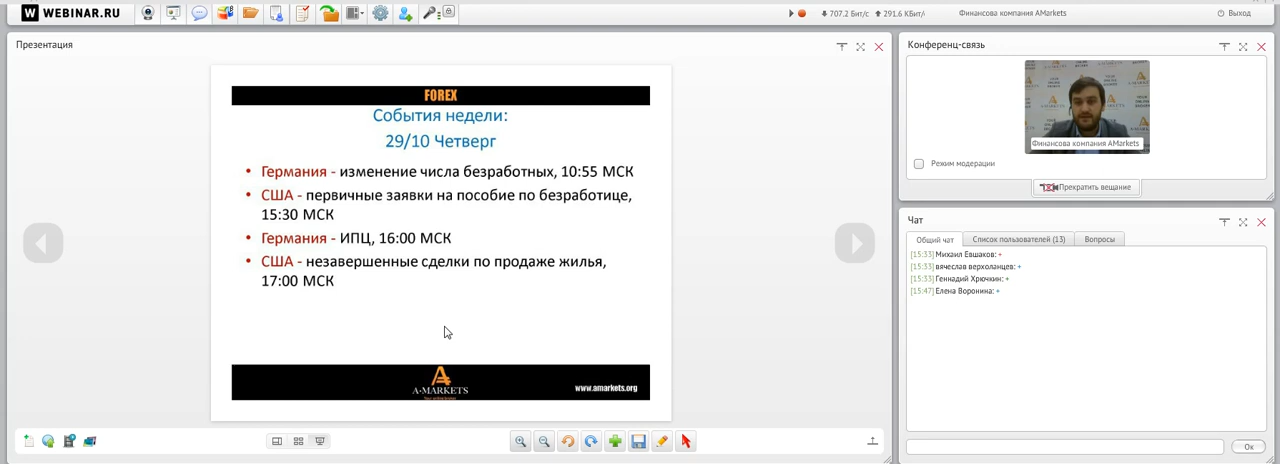 W WEBINAR.RU
707.2 Бит/с
291.6 КБит/
Финансова компания AMarkets
Выход
Презентация
FOREX
События недели:
29/10 Четверг
• Германия - изменение числа безработных, 10:55 МСК
• США - первичные заявки на пособие по безработице,
15:30 МСК
• Германия - ИПЦ, 16:00 МСК
• США - незавершенные сделки по продаже жилья,
17:00 МСК
A-MARKETS
www.amarkets.org
Конференц-связь
Финансова компания AMarkets
Режим модерации
Прекратить вещание
Чат
Общий чат
Список пользователей (13)
Вопросы
[15:33] Михаил Евшаков: +
[15:33] вячеслав верхоланцев: +
[15:33] Геннадий Хрючкин: +
[15:47] Елена Воронина: +
Ок